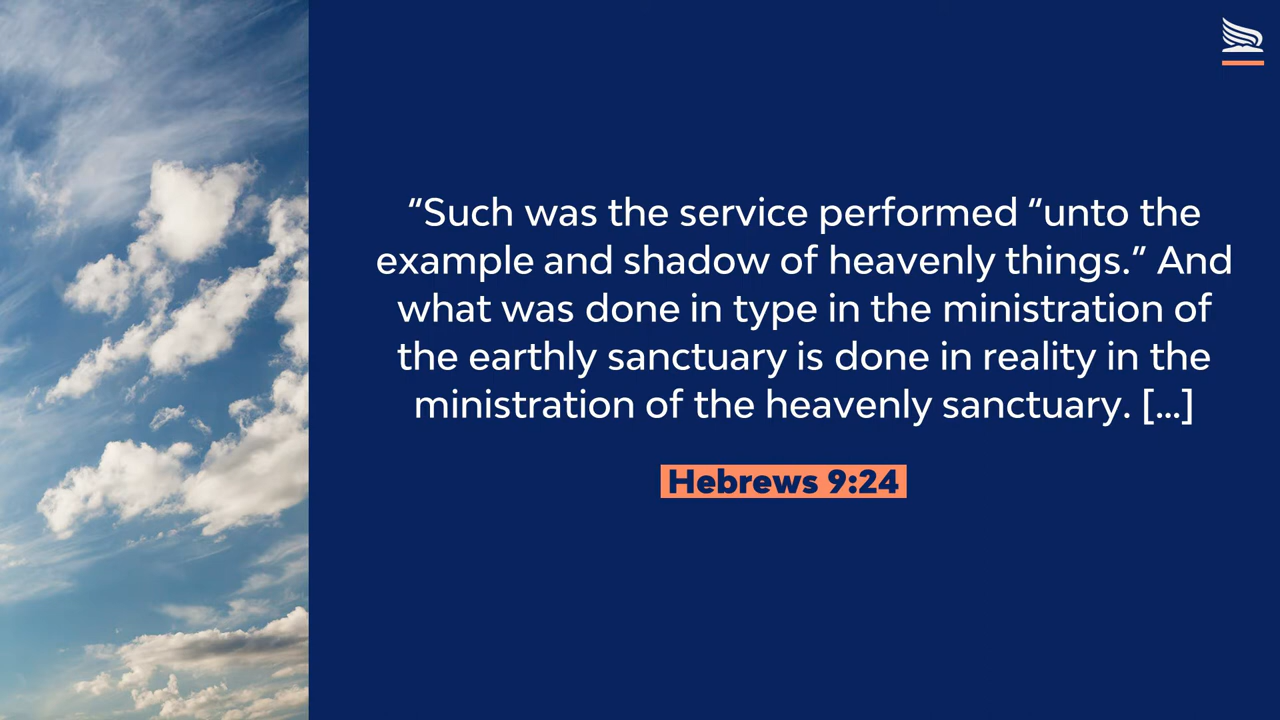 “Such was the service performed “unto the
example and shadow of heavenly things.” And
what was done in type in the ministration of
the earthly sanctuary is done in reality in the
ministration of the heavenly sanctuary. [...]
Hebrews 9:24